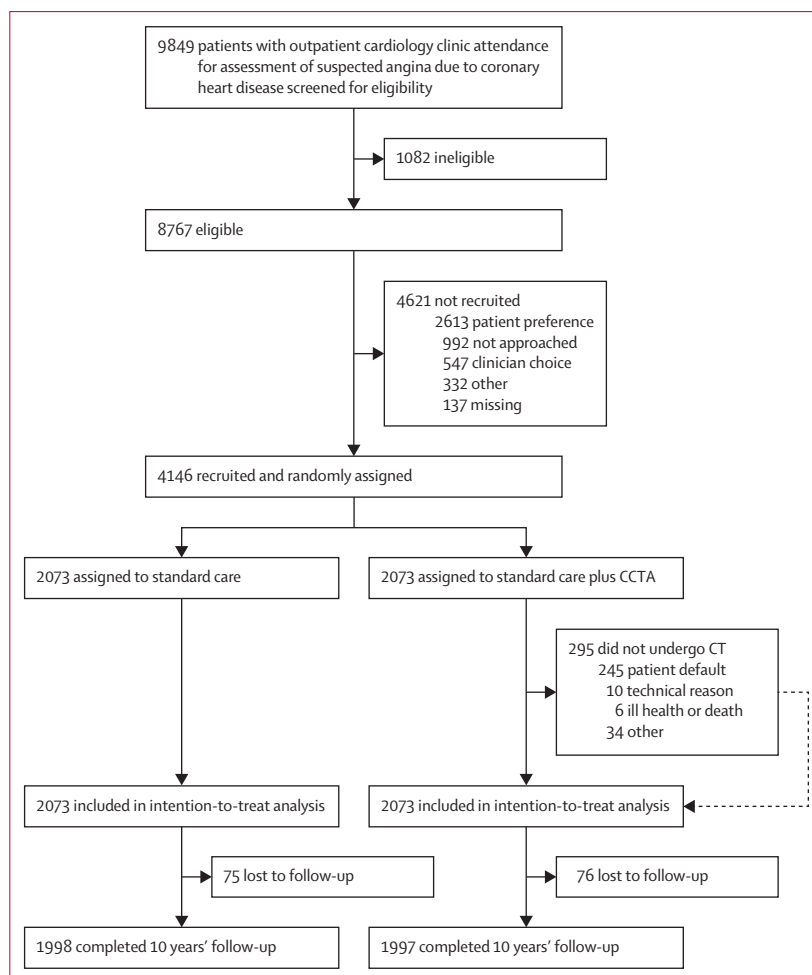 9849 patients with outpatient cardiology clinic attendance
for assessment of suspected angina due to coronary
heart disease screened for eligibility
1082 ineligible
8767 eligible
4621 not recruited
2613 patient preference
992 not approached
547 clinician choice
332 other
137 missing
4146 recruited and randomly assigned
2073 assigned to standard care
2073 assigned to standard care plus CCTA
295 did not undergo CT
245 patient default
10 technical reason
6 ill health or death
34 other
2073 included in intention-to-treat analysis
2073 included in intention-to-treat analysis
75 lost to follow-up
76 lost to follow-up
1998 completed 10 years' follow-up
1997 completed 10 years' follow-up